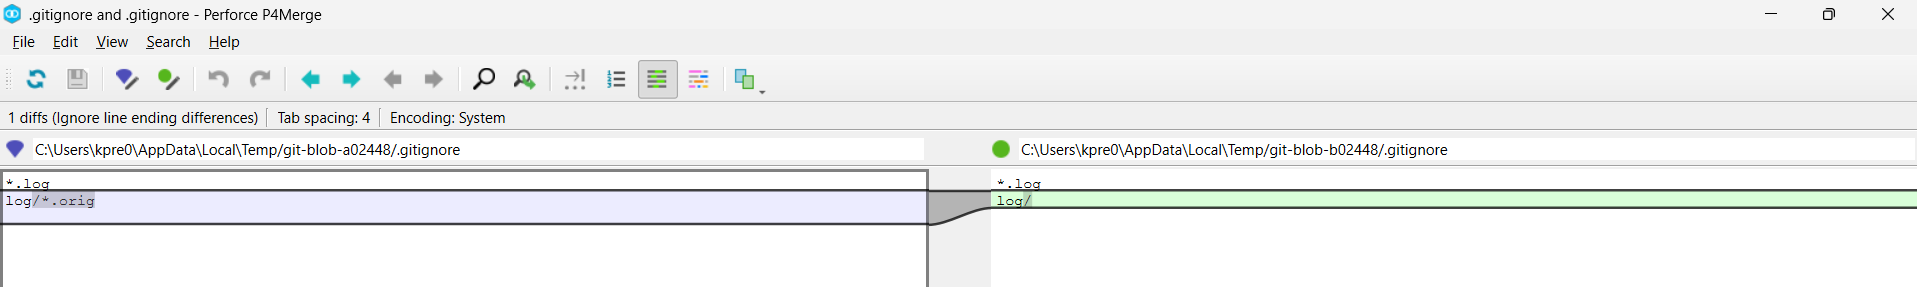 .gitignore and .gitignore - Perforce P4Merge
File Edit View Search Help
1 diffs (Ignore line ending differences) Tab spacing: 4 Encoding: System
C:\Users\kpre0\AppData\Local\Temp/git-blob-a02448/.gitignore
*.log
log/*.orig
C:\Users\kpre0\AppData\Local\Temp/git-blob-b02448/.gitignore
*.log
log/